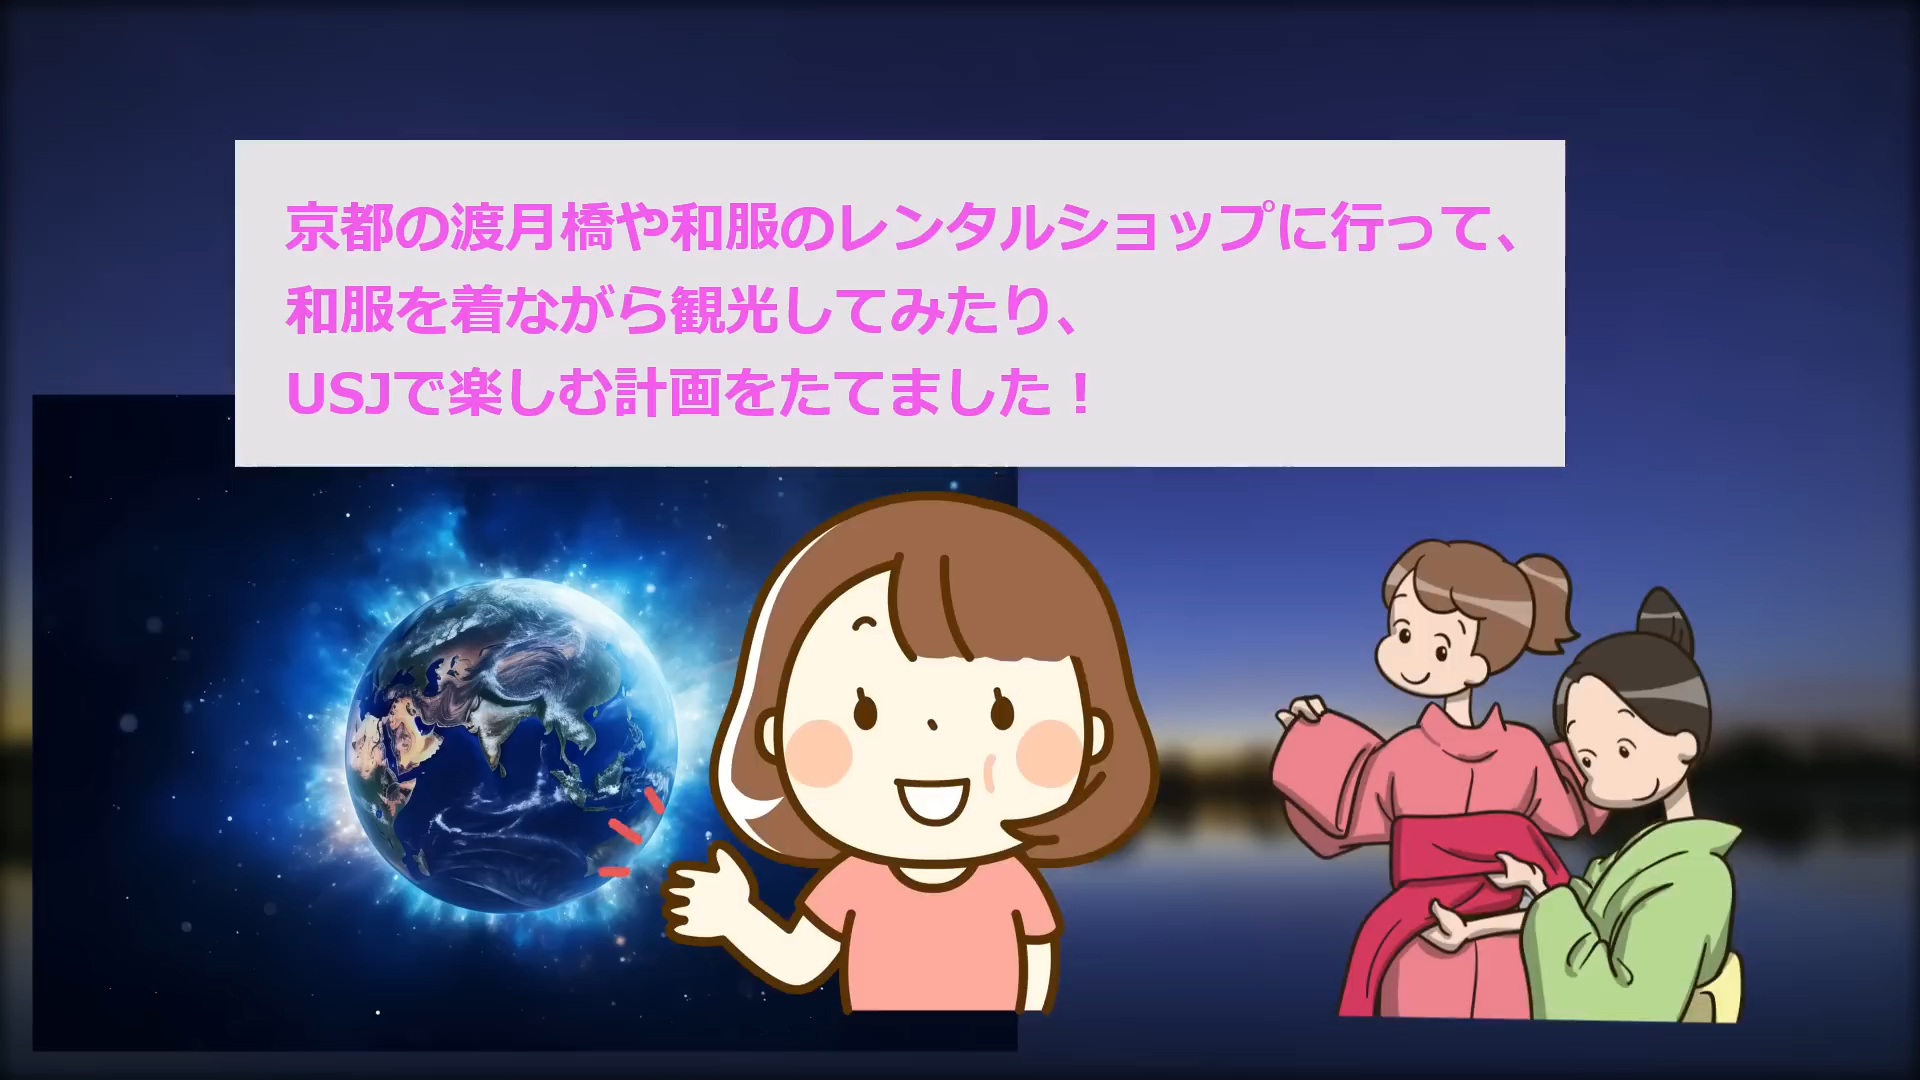 京都の渡月橋や和服のレンタルショップに行って、
和服を着ながら観光してみたり、
USJで楽しむ計画をたてました！